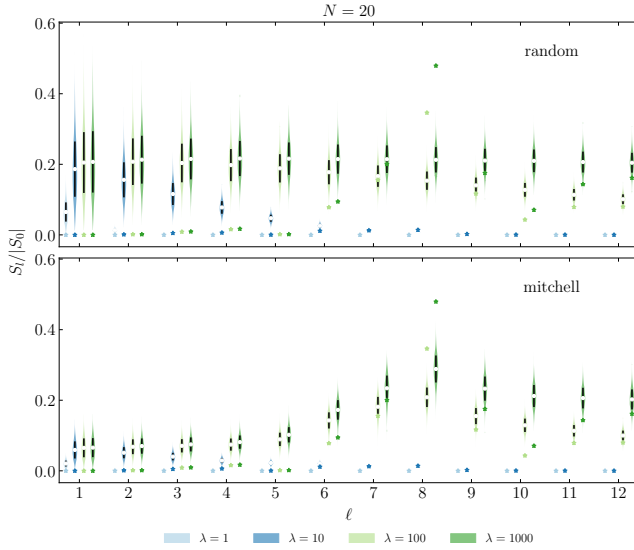 N = 20
random
0.6
0.4
0.2
0.0
S_l/|S_0|
mitchell
0.6
0.4
0.2
0.0
1 2 3 4 5 6 7 8 9 10 11 12
ℓ
λ = 1 λ = 10 λ = 100 λ = 1000